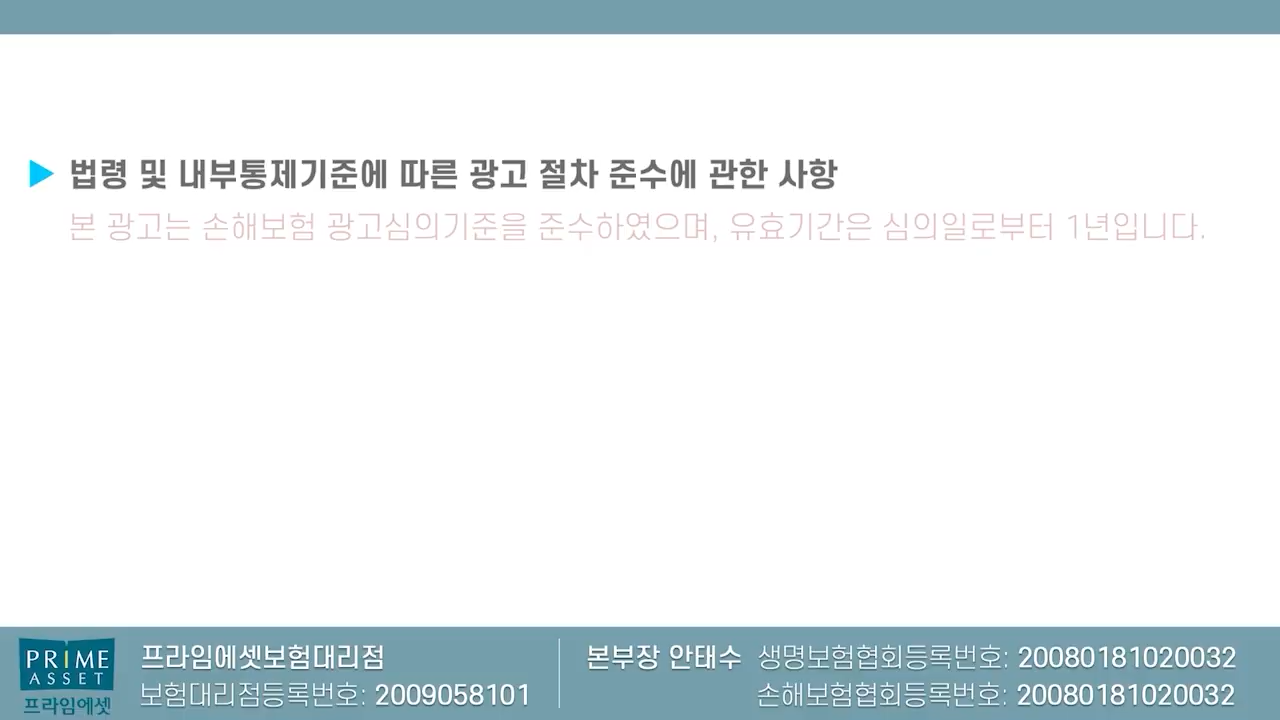 ▶ 법령 및 내부통제기준에 따른 광고 절차 준수에 관한 사항
본 광고는 손해보험 광고심의기준을 준수하였으며, 유효기간은 심의일로부터 1년입니다.
PRIME
ASSET
프라임에셋
프라임에셋보험대리점
보험대리점등록번호: 2009058101
본부장 안태수 생명보험협회등록번호: 20080181020032
손해보험협회등록번호: 20080181020032